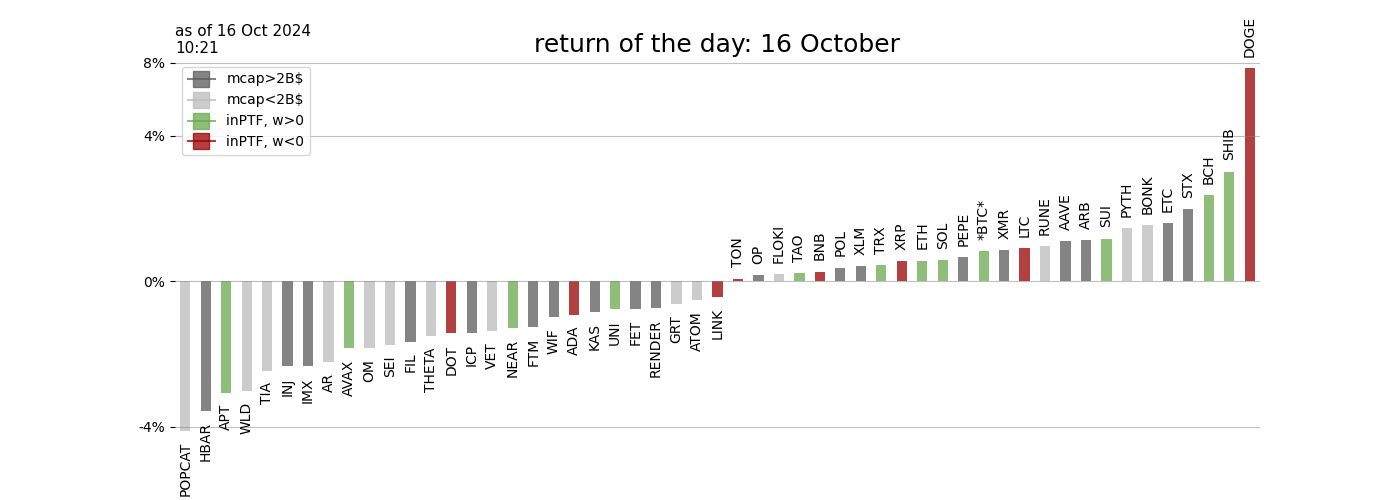 as of 16 Oct 2024
10:21
return of the day: 16 October
8%
4%
0%
-4%
mcap>2B$
mcap<2B$
inPTF, w>0
inPTF, w<0
POPCAT
HBAR
APT
WLD
TIA
INJ
IMX
AR
AVAX
OM
SEI
FIL
THETA
DOT
ICP
VET
NEAR
FTM
WIF
ADA
KAS
UNI
FET
RENDER
GRT
ATOM
LINK
TON
OP
FLOKI
TAO
BNB
POL
XLM
TRX
XRP
ETH
SOL
PEPE
*BTC*
XMR
LTC
RUNE
AAVE
ARB
SUI
PYTH
BONK
ETC
STX
BCH
SHIB
DOGE